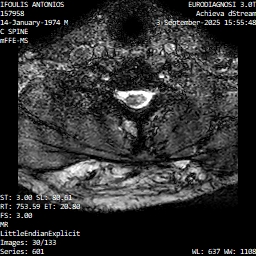 IFOULIS ANTONIOS
157958
14-January-1974 M
C SPINE
mFFE-MS
EURODIAGNOSI 3.0T
Achieva dStream
3-September-2025 15:55:48
ST: 3.00 SL: 80.01
RT: 753.59 ET: 20.80
FS: 3.00
MR
LittleEndianExplicit
Images: 30/133
Series: 601
WL: 637 WW: 1108